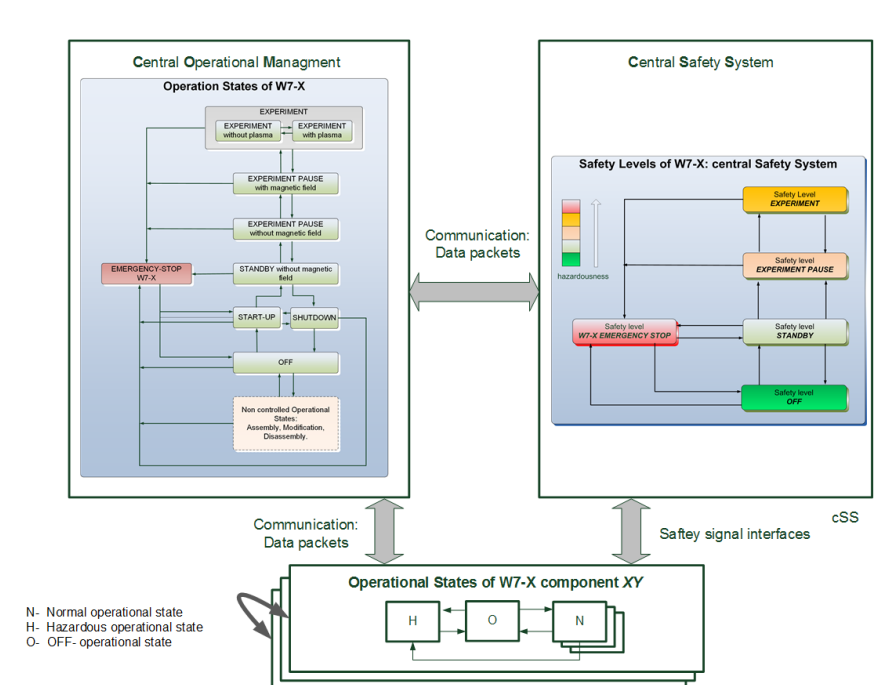 Central Operational Managment
Operation States of W7-X
EXPERIMENT
EXPERIMENT
without plasma
EXPERIMENT
with plasma
EXPERIMENT PAUSE
with magnetic field
EXPERIMENT PAUSE
without magnetic field
EMERGENCY-STOP
W7-X
STANDBY without magnetic
field
START-UP
SHUTDOWN
OFF
Non controlled Operational
States:
Assembly, Modification,
Disassembly.
Communication:
Data packets
Central Safety System
Safety Levels of W7-X: central Safety System
hazardousness
Safety Level
EXPERIMENT
Safety level
EXPERIMENT PAUSE
Safety level
W7-X EMERGENCY STOP
Safety level
STANDBY
Safety level
OFF
cSS
Communication:
Data packets
Saftey signal interfaces
Operational States of W7-X component XY
H
O
N
N- Normal operational state
H- Hazardous operational state
O- OFF- operational state